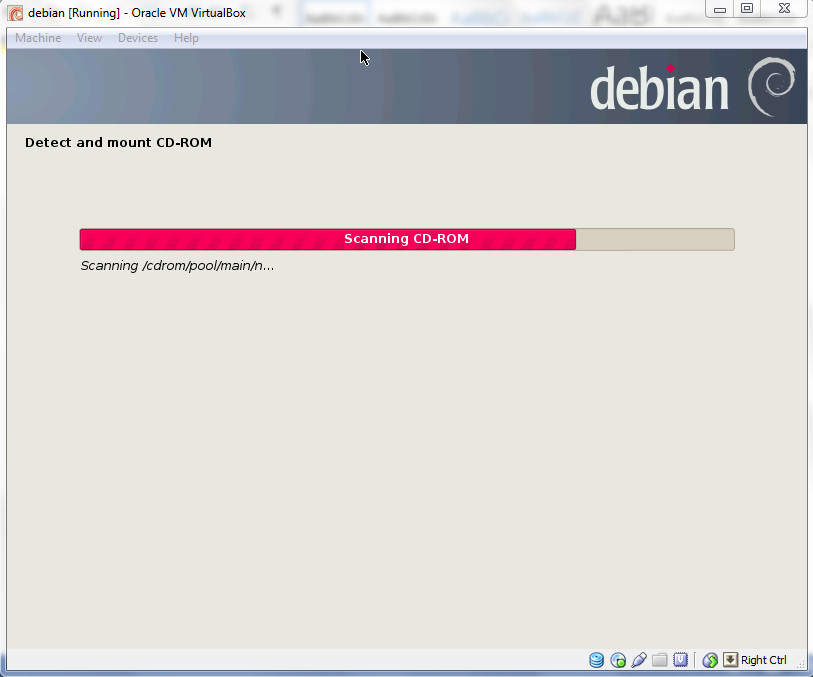 debian [Running] - Oracle VM VirtualBox
Machine View Devices Help
debian
Detect and mount CD-ROM
Scanning CD-ROM
Scanning /cdrom/pool/main/n...
Right Ctrl